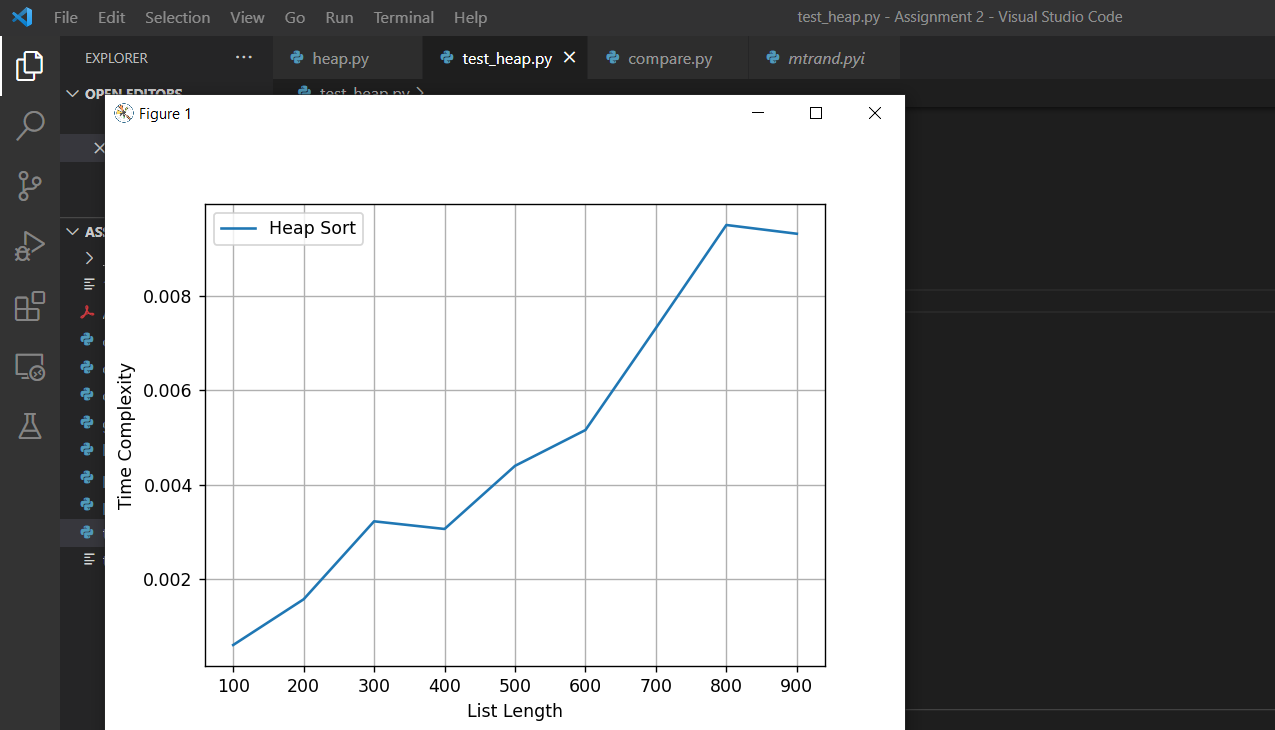 File Edit Selection View Go Run Terminal Help
test_heap.py - Assignment 2 - Visual Studio Code
EXPLORER
heap.py
test_heap.py
compare.py
mtrand.pyi
OPEN EDITORS
test_heap.py
ASS
Figure 1
Heap Sort
0.008
0.006
0.004
0.002
Time Complexity
100 200 300 400 500 600 700 800 900
List Length